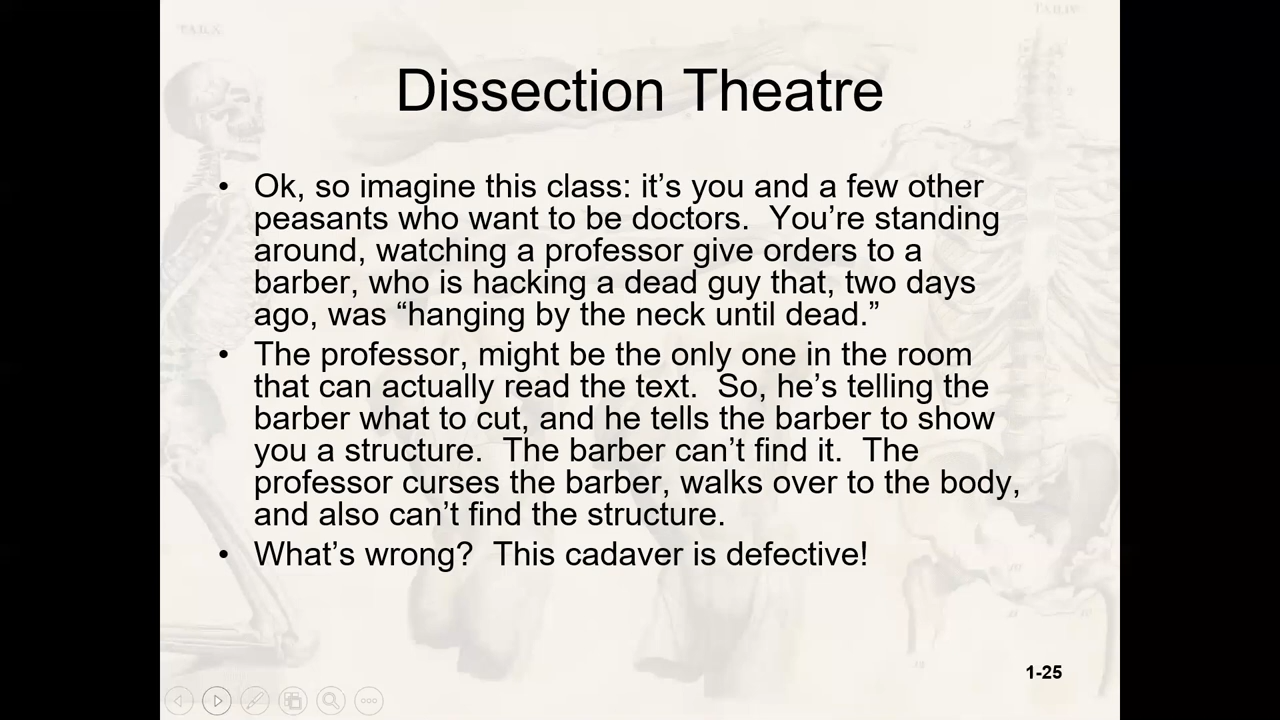 Dissection Theatre
• Ok, so imagine this class: it’s you and a few other
peasants who want to be doctors.  You’re standing
around, watching a professor give orders to a
barber, who is hacking a dead guy that, two days
ago, was “hanging by the neck until dead.”
• The professor, might be the only one in the room
that can actually read the text.  So, he’s telling the
barber what to cut, and he tells the barber to show
you a structure.  The barber can’t find it.  The
professor curses the barber, walks over to the body,
and also can’t find the structure.
• What’s wrong?  This cadaver is defective!
1-25